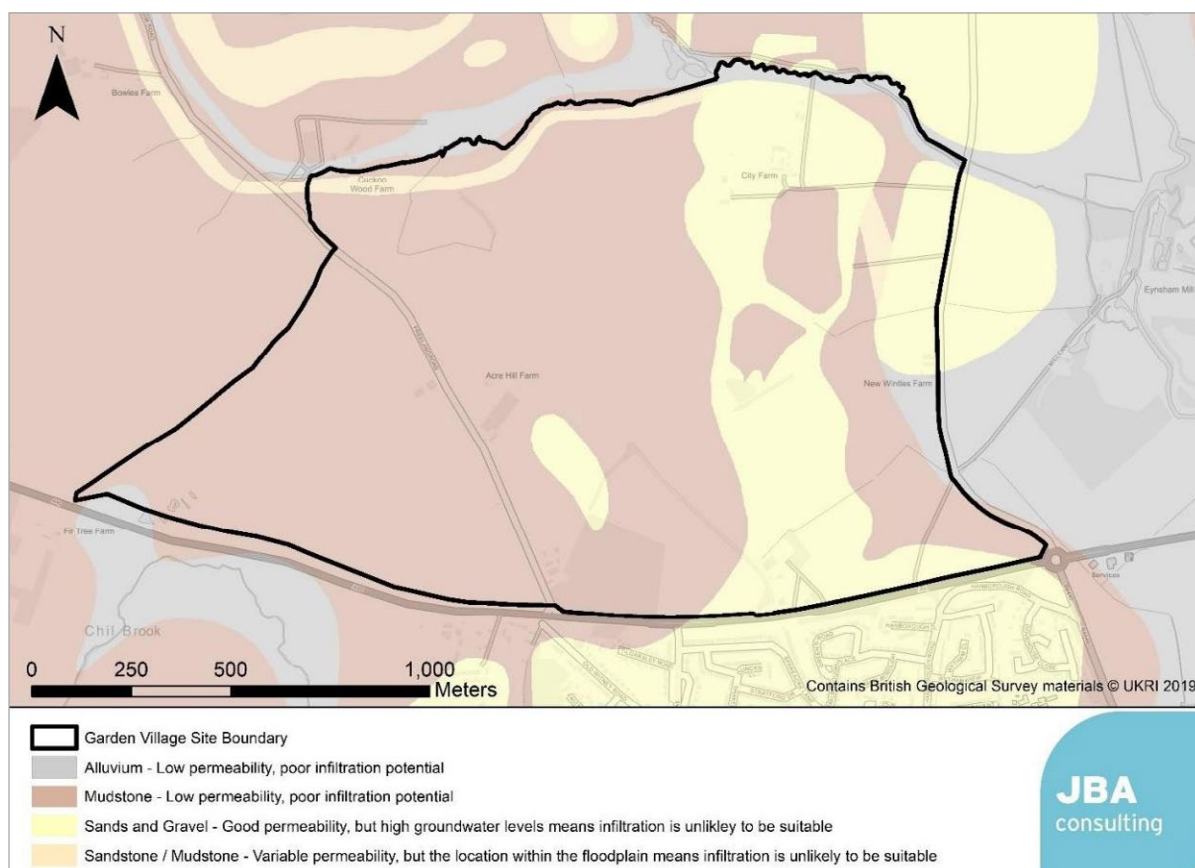 N
Bowles Farm
Cuckoo
Wood Farm
City Farm
Eynsham Mill
Acre Hill Farm
New Wintles Farm
Fir Tree Farm
Services
Chil Brook
0 250 500 1,000
Meters
Contains British Geological Survey materials © UKRI 2019
Garden Village Site Boundary
Alluvium - Low permeability, poor infiltration potential
Mudstone - Low permeability, poor infiltration potential
Sands and Gravel - Good permeability, but high groundwater levels means infiltration is unlikley to be suitable
Sandstone / Mudstone - Variable permeability, but the location within the floodplain means infiltration is unlikely to be suitable
JBA
consulting